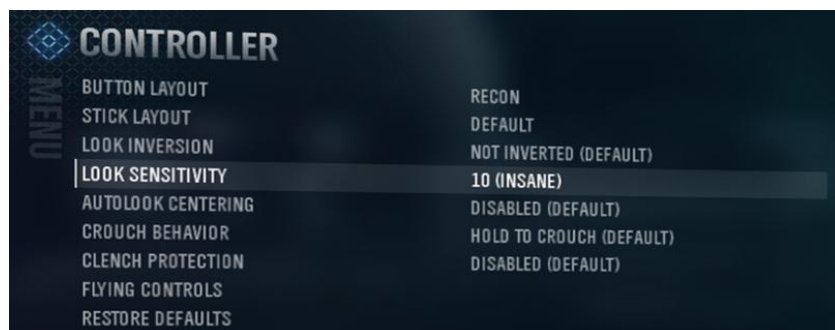 CONTROLLER
MENU
BUTTON LAYOUT RECON
STICK LAYOUT DEFAULT
LOOK INVERSION NOT INVERTED (DEFAULT)
LOOK SENSITIVITY 10 (INSANE)
AUTOLOOK CENTERING DISABLED (DEFAULT)
CROUCH BEHAVIOR HOLD TO CROUCH (DEFAULT)
CLENCH PROTECTION DISABLED (DEFAULT)
FLYING CONTROLS
RESTORE DEFAULTS